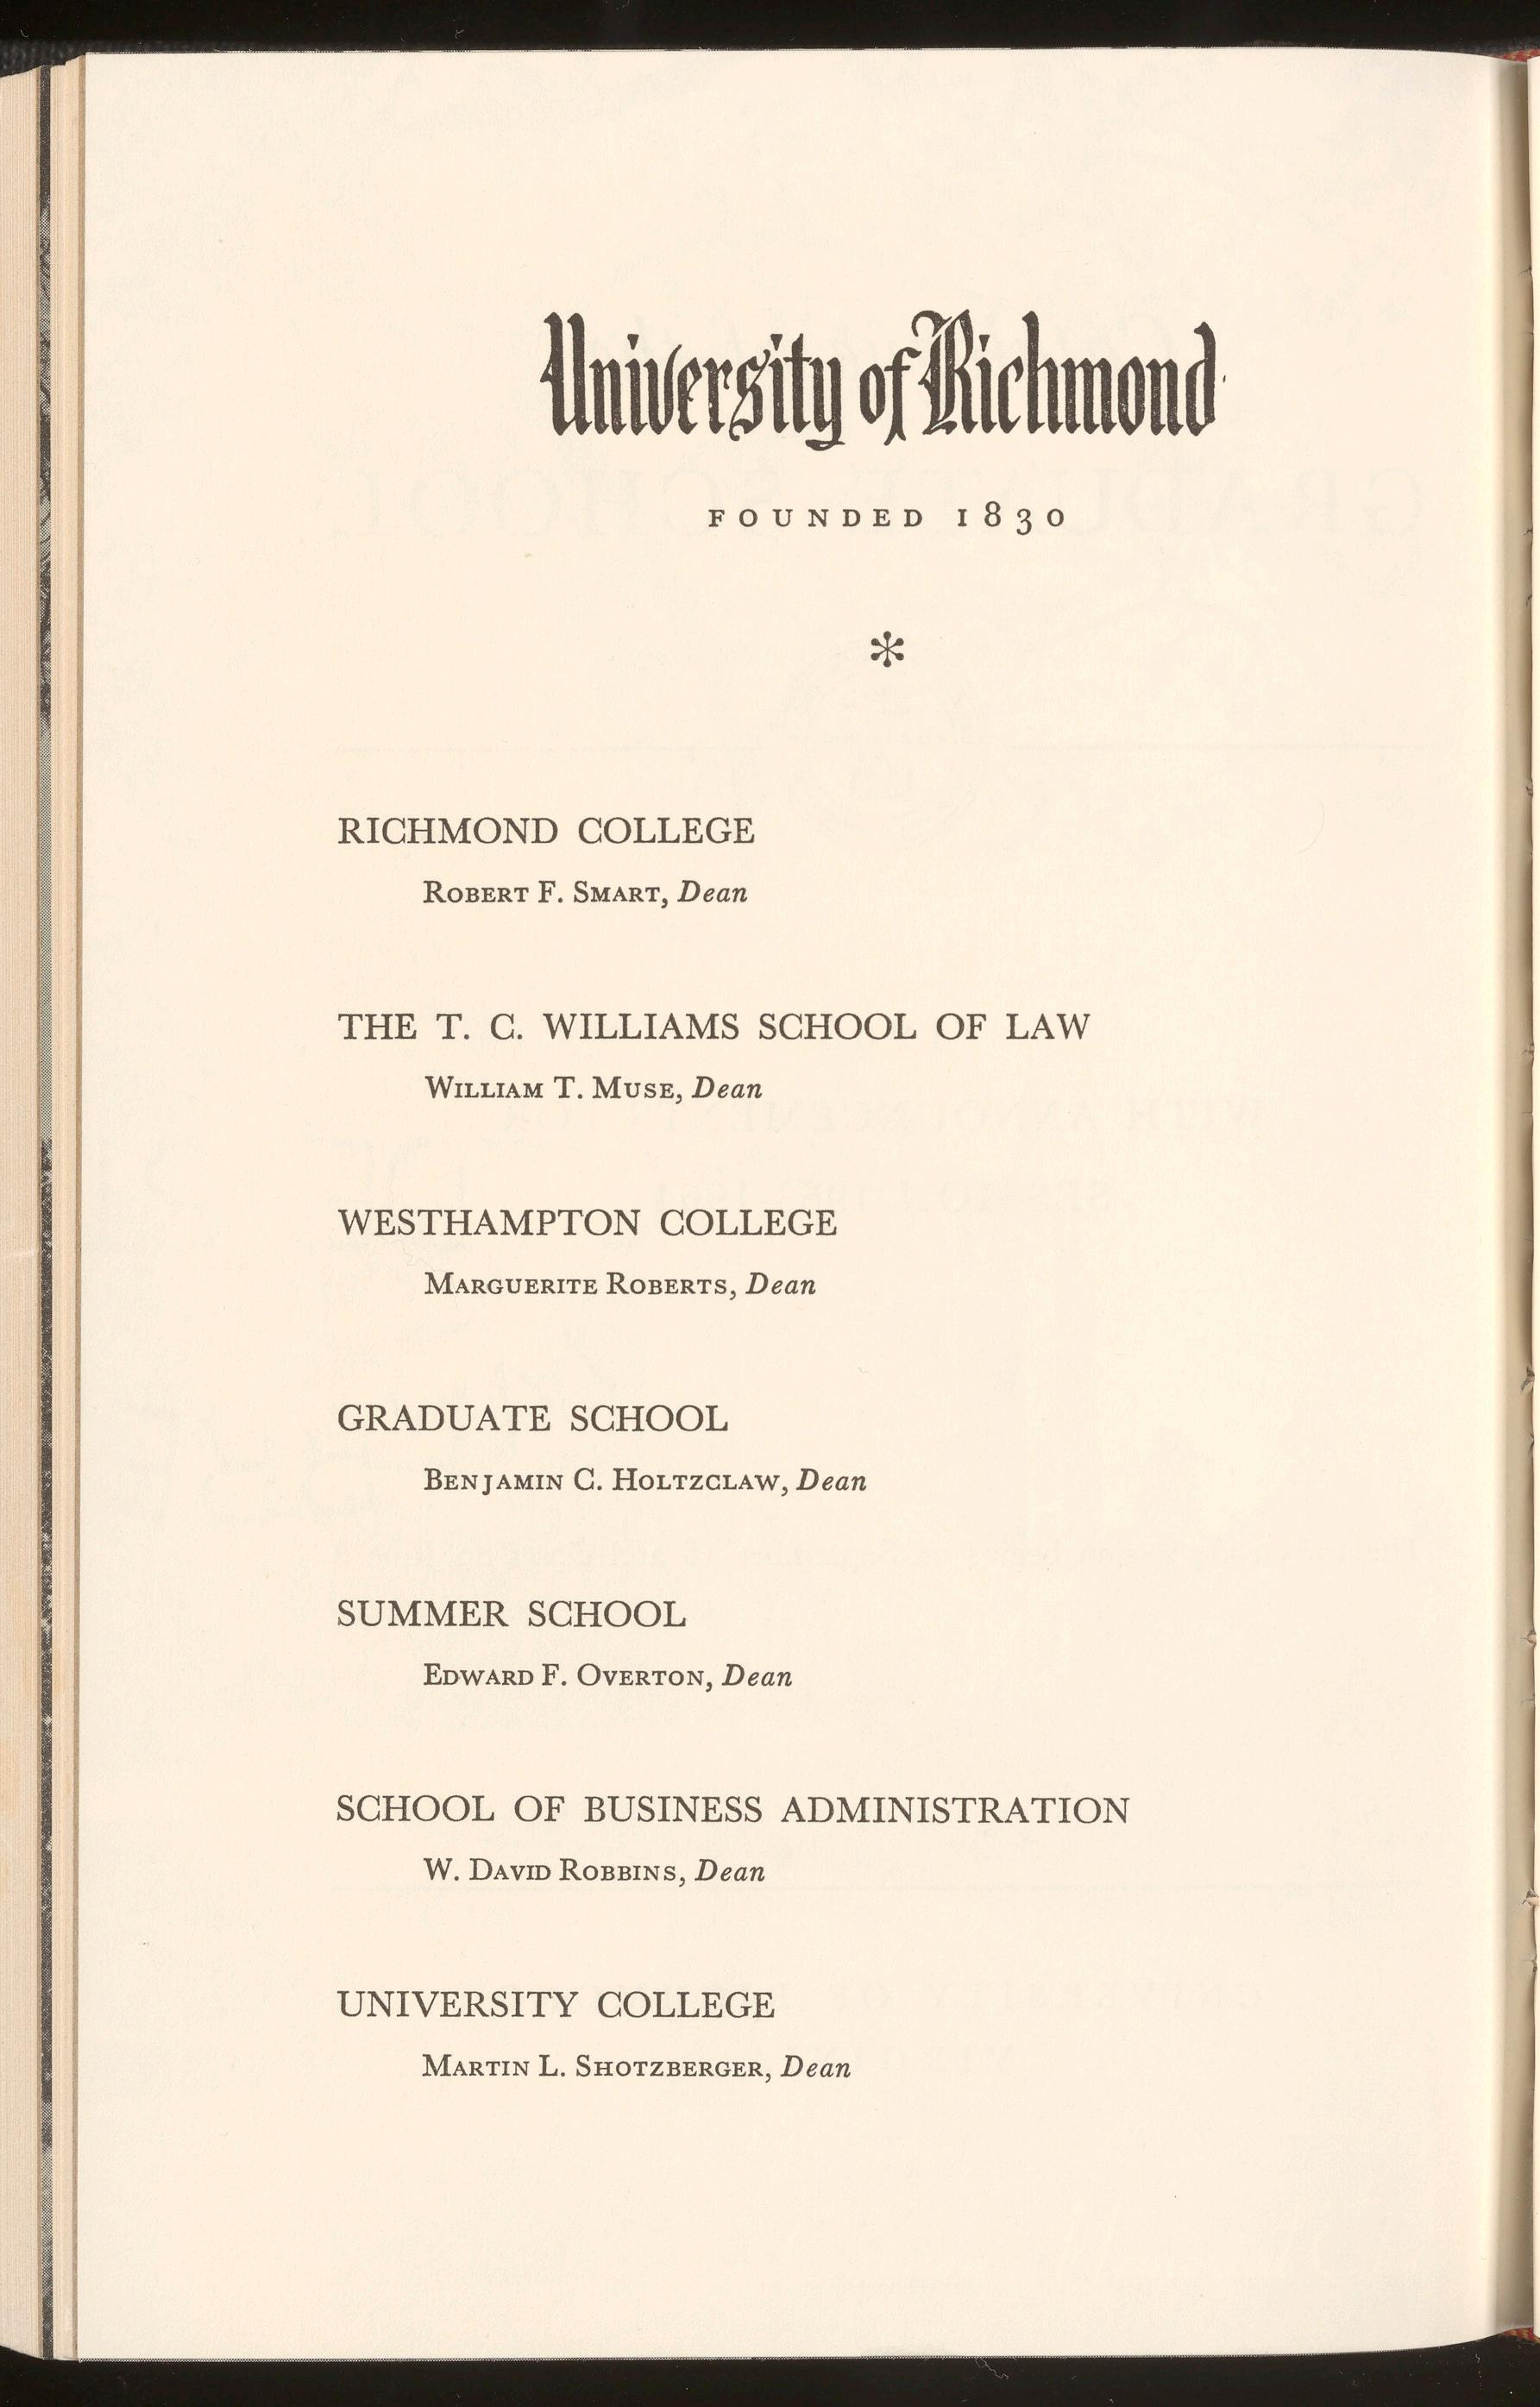 University of Richmond
FOUNDED 1830
*
RICHMOND COLLEGE
ROBERT F. SMART, Dean
THE T. C. WILLIAMS SCHOOL OF LAW
WILLIAM T. MUSE, Dean
WESTHAMPTON COLLEGE
MARGUERITE ROBERTS, Dean
GRADUATE SCHOOL
BENJAMIN C. HOLTZCLAW, Dean
SUMMER SCHOOL
EDWARD F. OVERTON, Dean
SCHOOL OF BUSINESS ADMINISTRATION
W. DAVID ROBBINS, Dean
UNIVERSITY COLLEGE
MARTIN L. SHOTZBERGER, Dean